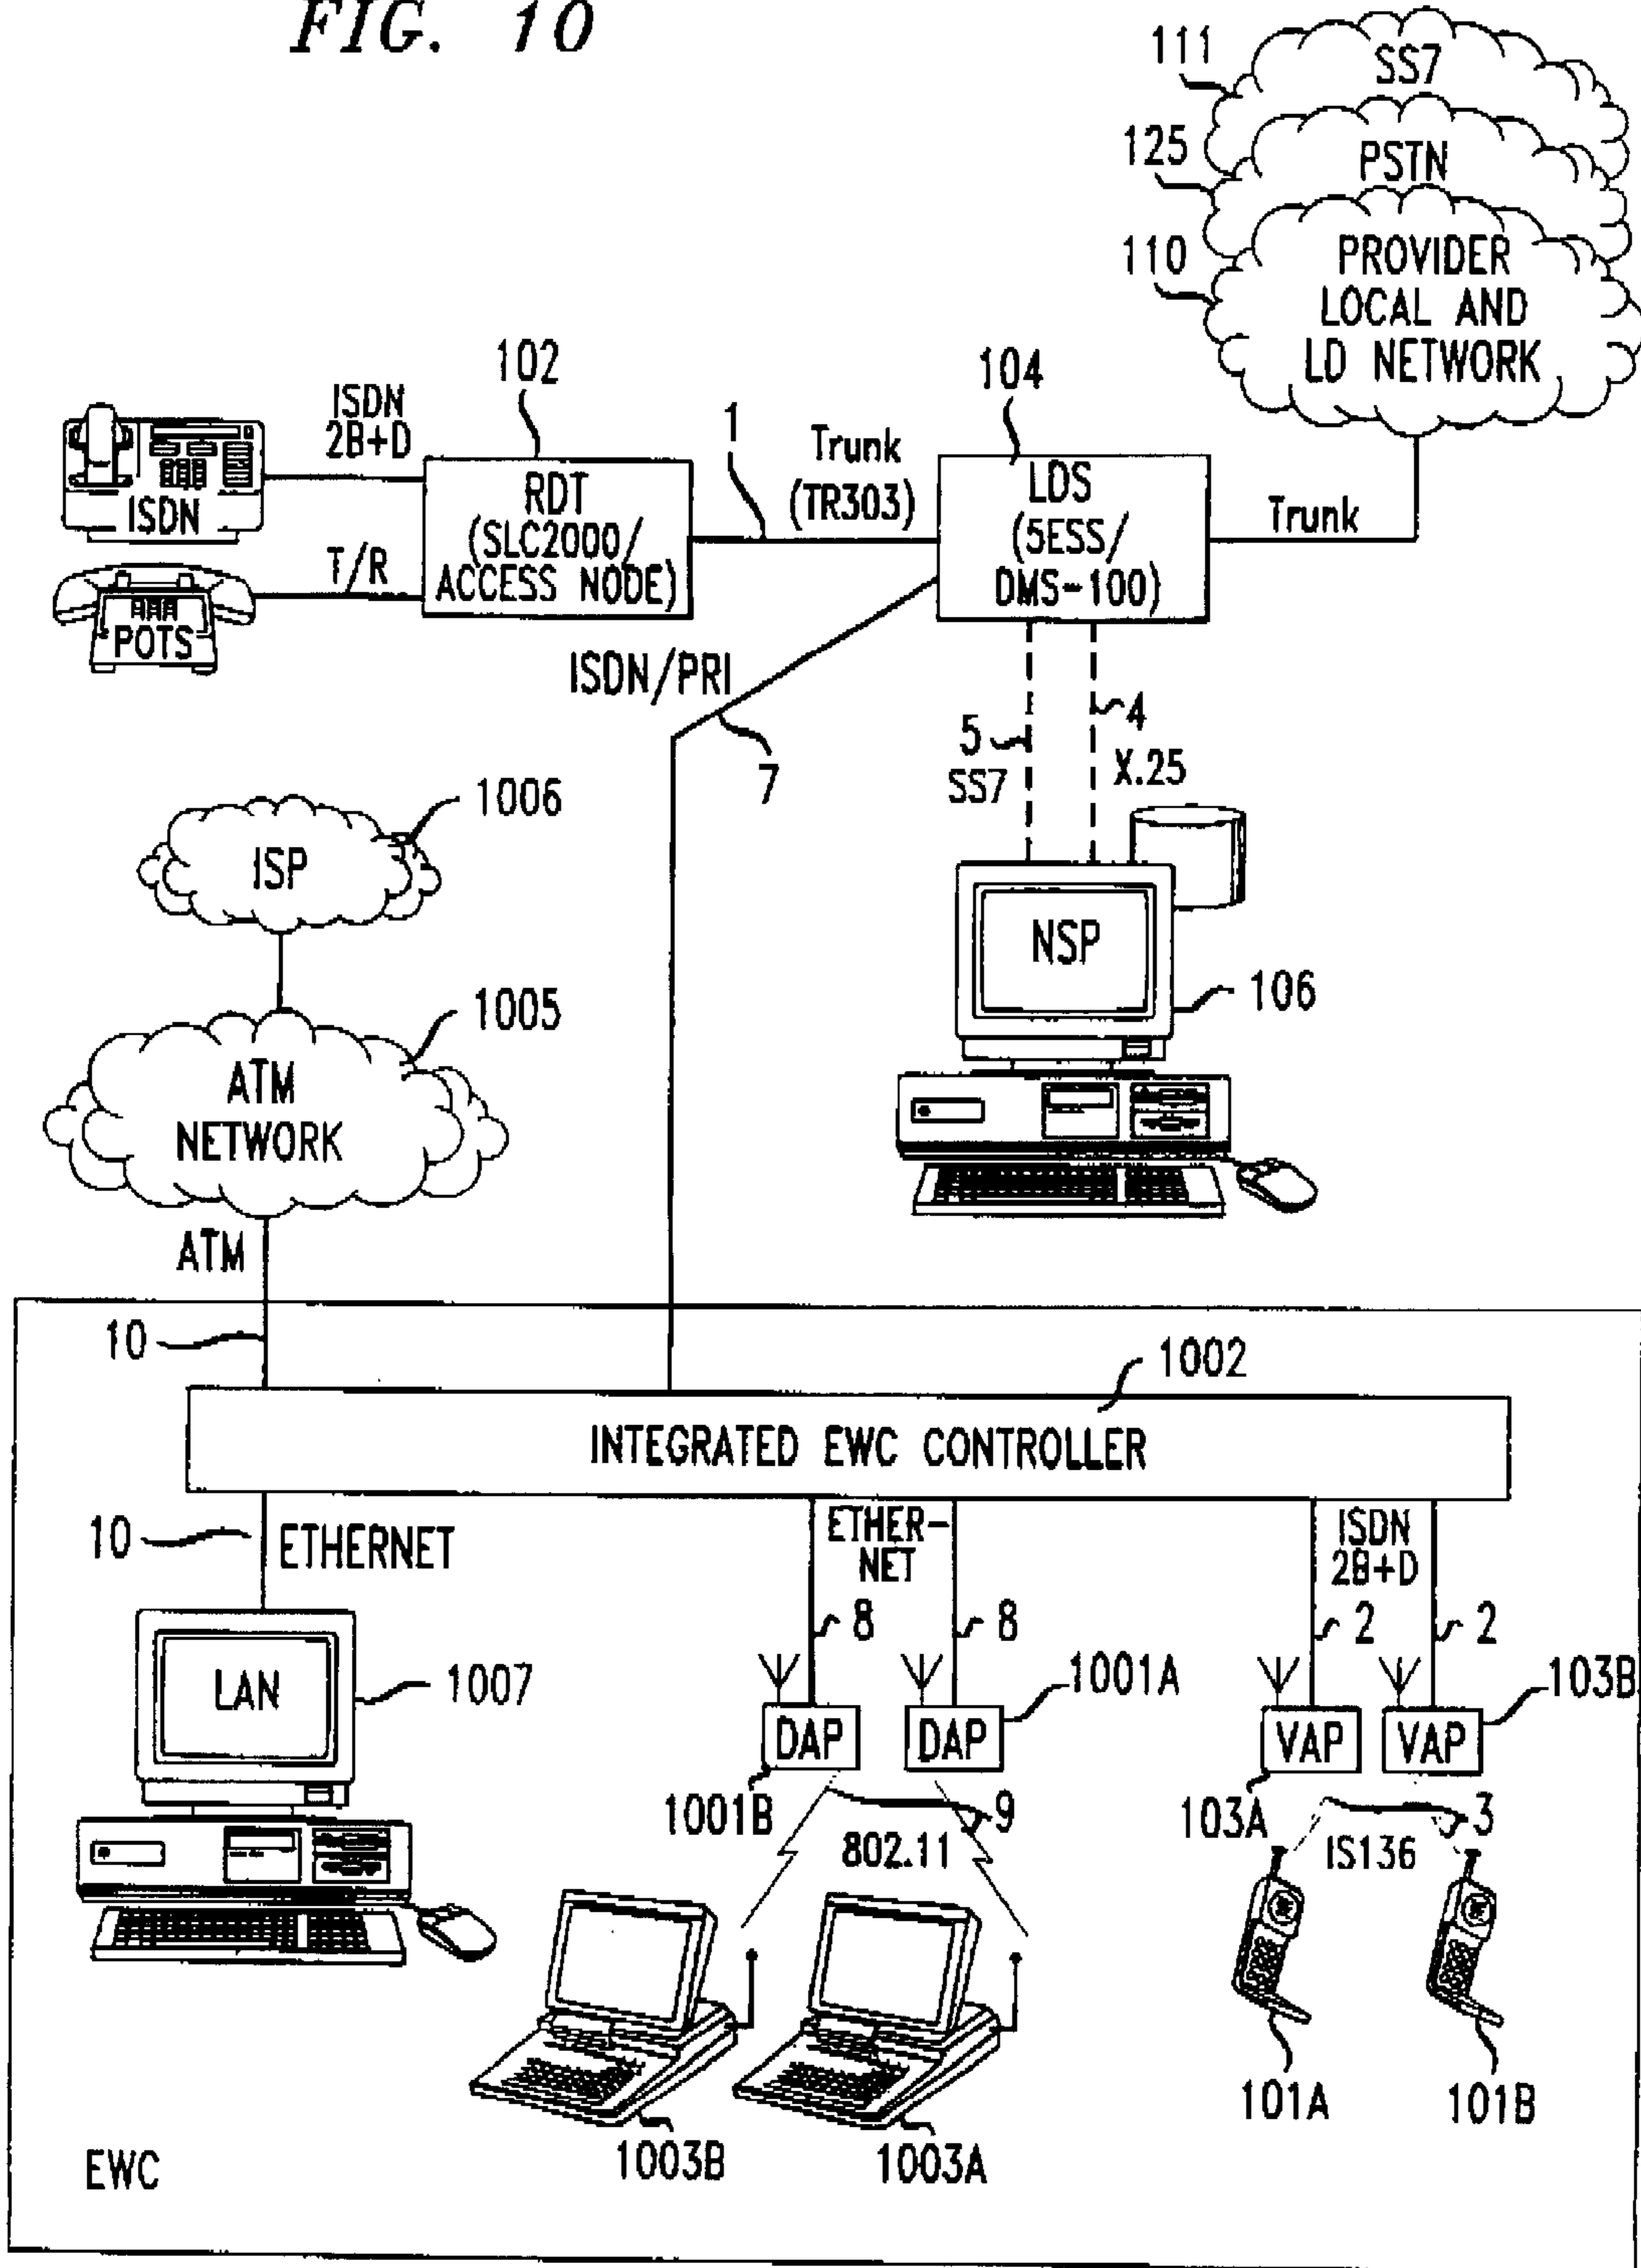 FIG. 10
111
SS7
125
PSTN
110
PROVIDER
LOCAL AND
LD NETWORK
102
104
ISDN
2B+D
1
Trunk
(TR303)
ISDN
RDT
(SLC2000/
ACCESS NODE)
LDS
(5ESS/
DMS-100)
Trunk
T/R
POTS
ISDN/PRI
7
5
SS7
4
X.25
1006
ISP
NSP
106
1005
ATM
NETWORK
ATM
10
1002
INTEGRATED EWC CONTROLLER
10
ETHERNET
ETHER-
NET
ISDN
2B+D
8
8
2
2
LAN
1007
1001A
103B
DAP
DAP
VAP
VAP
1001B
9
802.11
103A
3
IS136
101A
101B
1003B
1003A
EWC